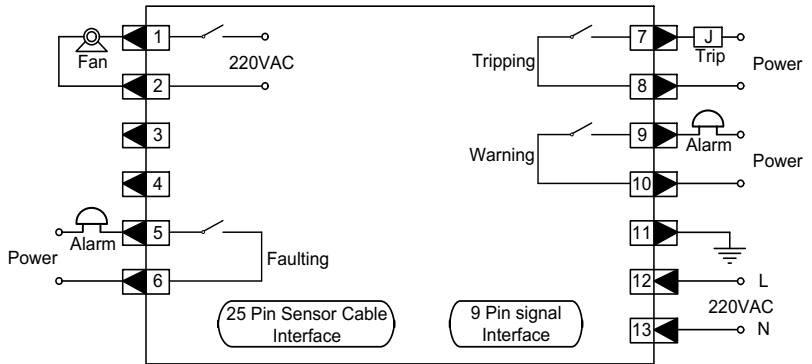 1
Fan
220VAC
2
3
4
5
Alarm
Power
Faulting
6
25 Pin Sensor Cable
Interface
9 Pin signal
Interface
7
J
Trip
Tripping
Power
8
9
Alarm
Warning
Power
10
11
12
L
220VAC
13
N